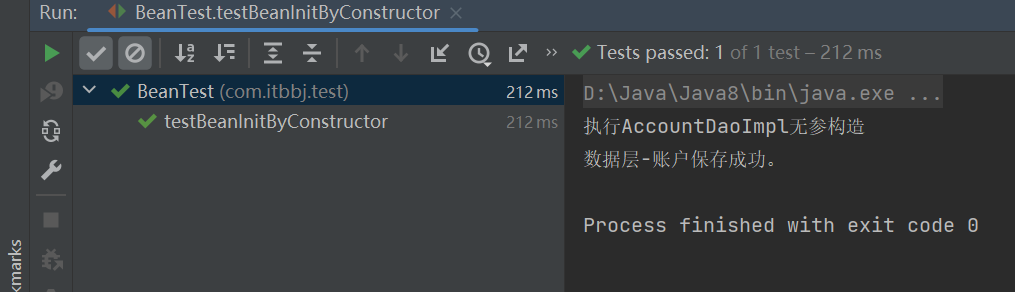 Run: BeanTest.testBeanInitByConstructor ×
» Tests passed: 1 of 1 test – 212 ms
BeanTest (com.itbbj.test) 212 ms
testBeanInitByConstructor 212 ms
D:\Java\Java8\bin\java.exe ...
执行AccountDaoImpl无参构造
数据层-账户保存成功。
Process finished with exit code 0
kmarks